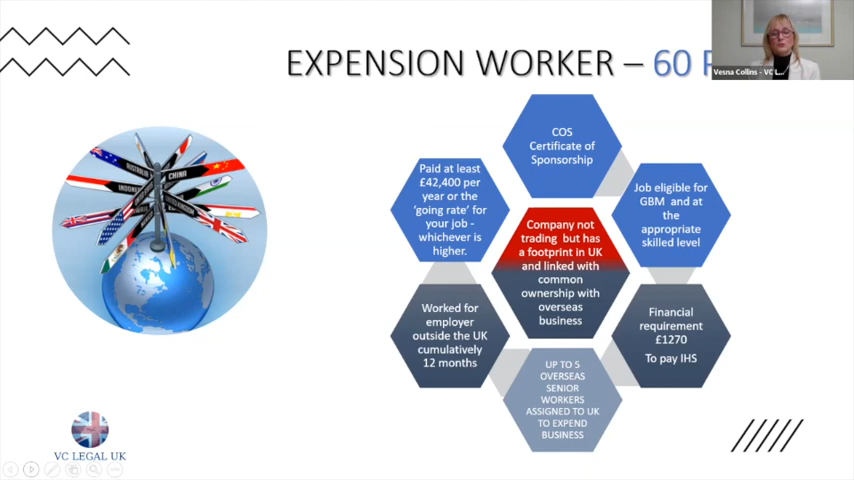 EXPENSION WORKER – 60 P
Vesna Collins - VC L...
COS
Certificate of
Sponsorship
Paid at least
£42,400 per
year or the
‘going rate’ for
your job -
whichever is
higher.
Job eligible for
GBM and at
the
appropriate
skilled level
Company not
trading but has
a footprint in UK
and linked with
common
ownership with
overseas
business
Worked for
employer
outside the UK
cumulatively
12 months
Financial
requirement
£1270
To pay IHS
UP TO 5
OVERSEAS
SENIOR
WORKERS
ASSIGNED TO UK
TO EXPEND
BUSINESS
AUSTRALIA
CHINA
VC LEGAL UK